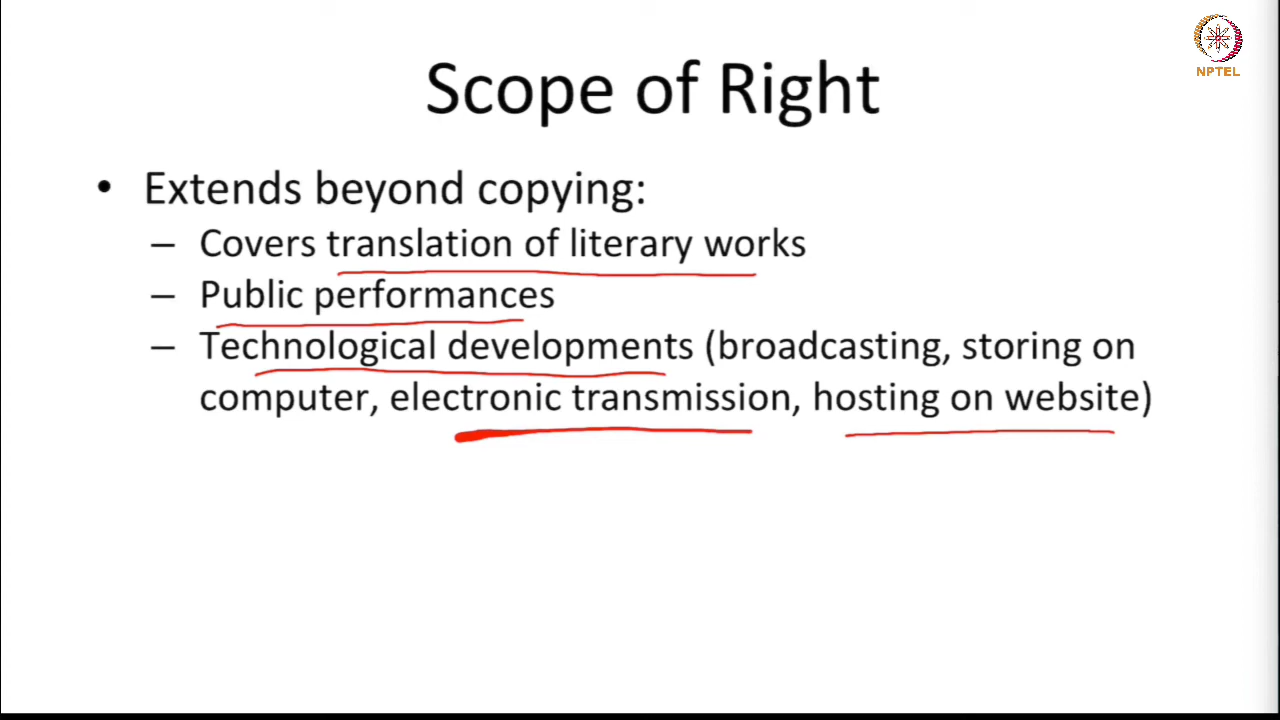 NPTEL
Scope of Right
• Extends beyond copying:
– Covers translation of literary works
– Public performances
– Technological developments (broadcasting, storing on
computer, electronic transmission, hosting on website)